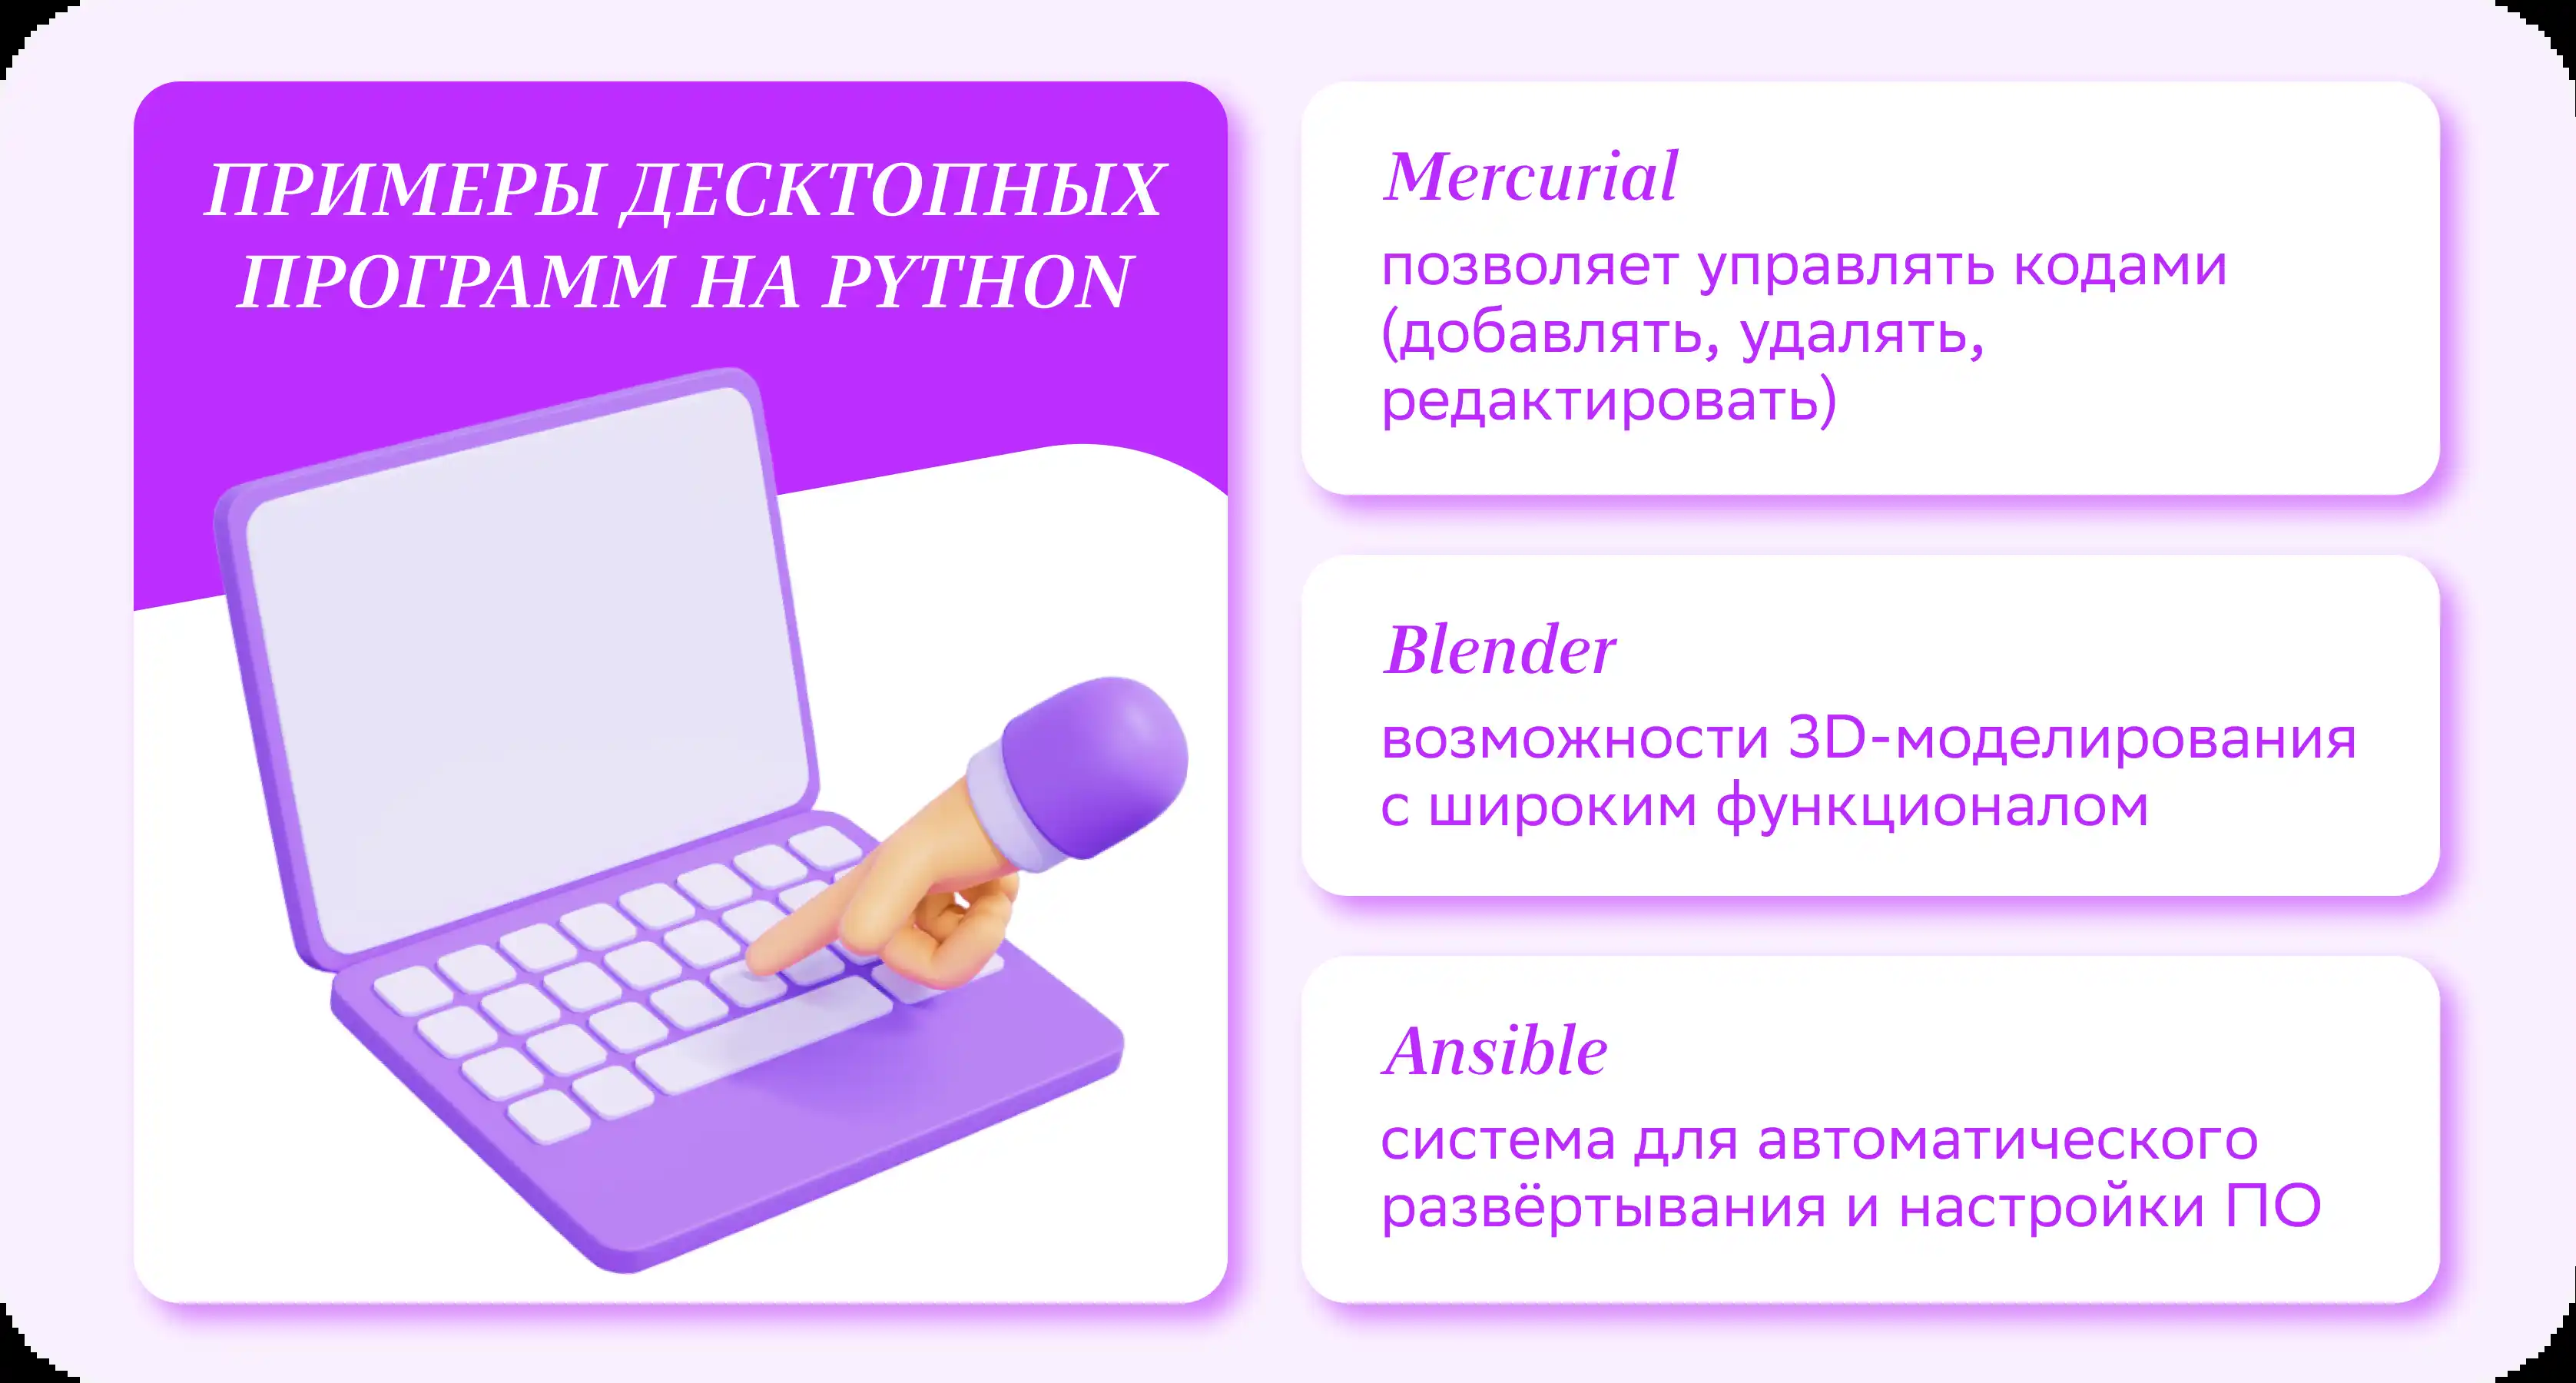 ПРИМЕРЫ ДЕСКТОПНЫХ
ПРОГРАММ НА PYTHON
Mercurial
позволяет управлять кодами
(добавлять, удалять,
редактировать)
Blender
возможности 3D-моделирования
с широким функционалом
Ansible
система для автоматического
развёртывания и настройки ПО